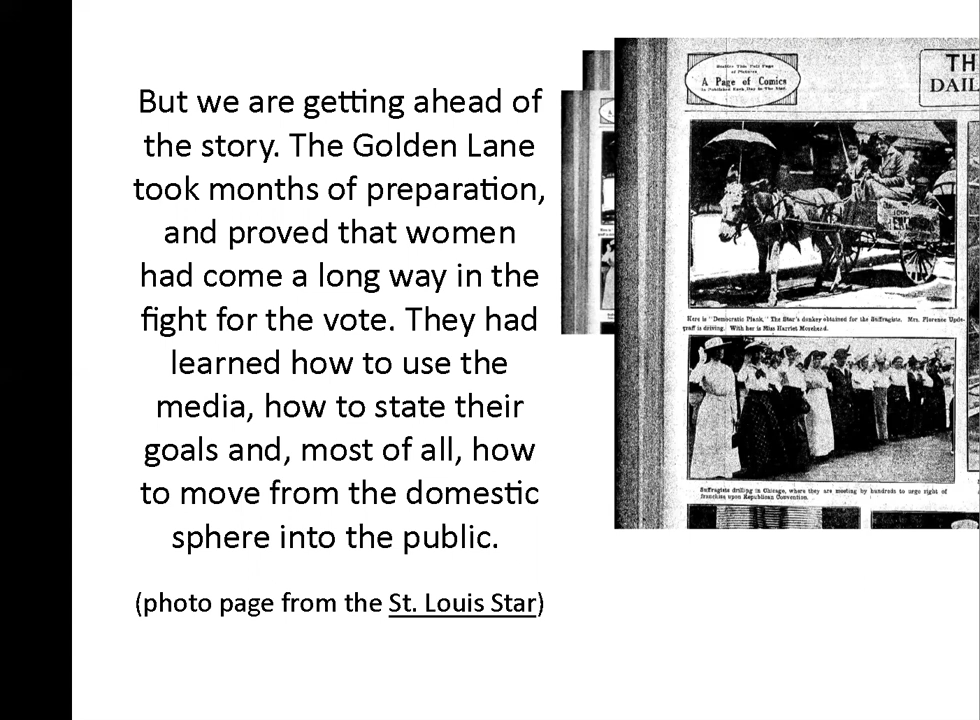 But we are getting ahead of
the story. The Golden Lane
took months of preparation,
and proved that women
had come a long way in the
fight for the vote. They had
learned how to use the
media, how to state their
goals and, most of all, how
to move from the domestic
sphere into the public.
(photo page from the St. Louis Star)
A Page of Comics
TH
DAIL
Here is "Democratic Plank," The Star's donkey obtained for the Suffragists. Mrs. Florence Upde-
graff is driving. With her is Miss Harriet Morehead.
Suffragists drilling in Chicago, where they are meeting by hundreds to urge right of
franchise upon Republican Convention.